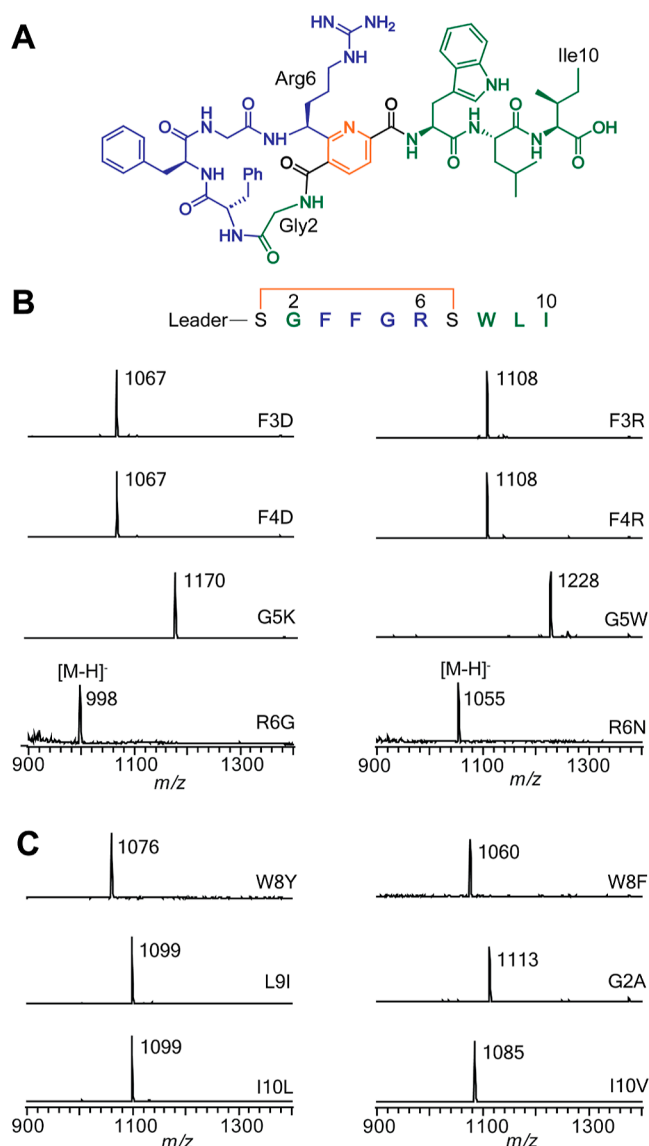 A
HN
NH₂
NH
Arg6
Ile10
NH
O
H
N
O
N
O
H
N
O
N
H
OH
O
NH
O
N
H
O
N
H
O
Ph
O
NH
Gly2
O
HN
O
B
2 6 10
Leader— S G F F G R S W L I
1067
F3D
1108
F3R
1067
F4D
1108
F4R
1170
G5K
1228
G5W
[M-H]⁻
998
R6G
[M-H]⁻
1055
R6N
900 1100 1300
m/z
900 1100 1300
m/z
C
1076
W8Y
1060
W8F
1099
L9I
1113
G2A
1099
I10L
1085
I10V
900 1100 1300
m/z
900 1100 1300
m/z